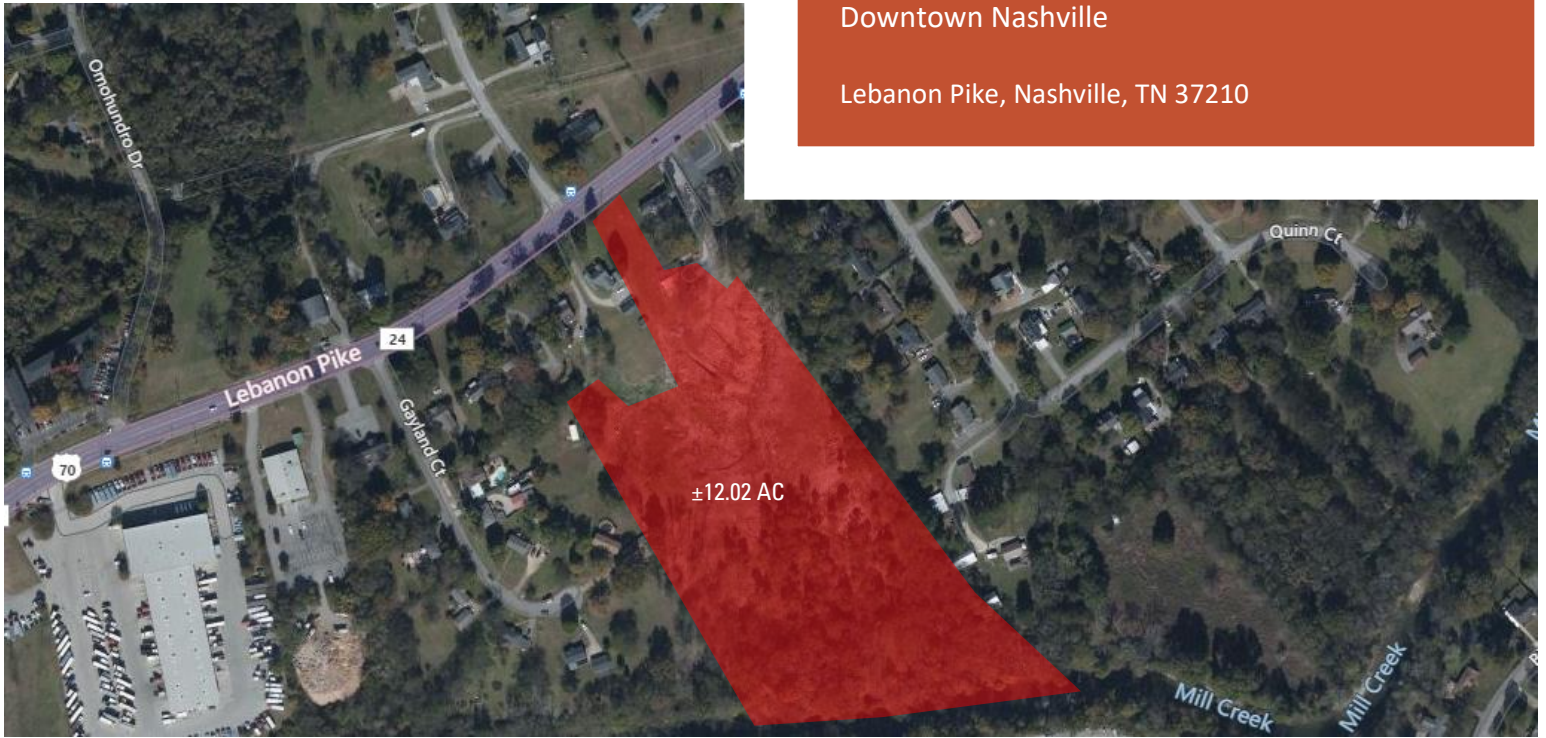 Downtown Nashville
Lebanon Pike, Nashville, TN 37210
Omohundro Dr
Quinn Ct
24
Lebanon Pike
Gayland Ct
70
±12.02 AC
Mill Creek
Mill Creek